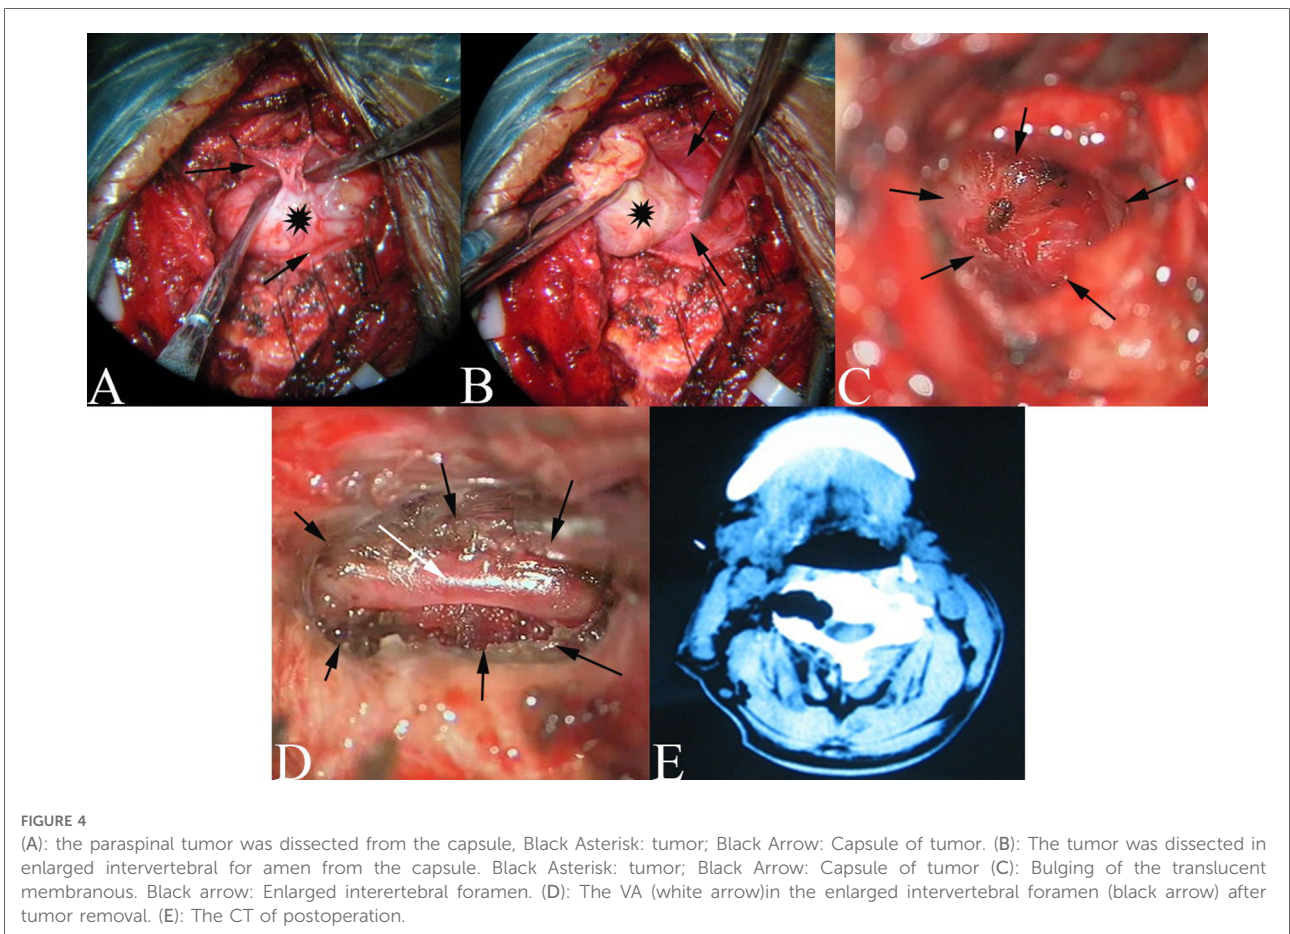 A
B
C
D
E
FIGURE 4
(A): the paraspinal tumor was dissected from the capsule, Black Asterisk: tumor; Black Arrow: Capsule of tumor. (B): The tumor was dissected in
enlarged intervertebral for amen from the capsule. Black Asterisk: tumor; Black Arrow: Capsule of tumor (C): Bulging of the translucent
membranous. Black arrow: Enlarged interertebral foramen. (D): The VA (white arrow)in the enlarged intervertebral foramen (black arrow) after
tumor removal. (E): The CT of postoperation.